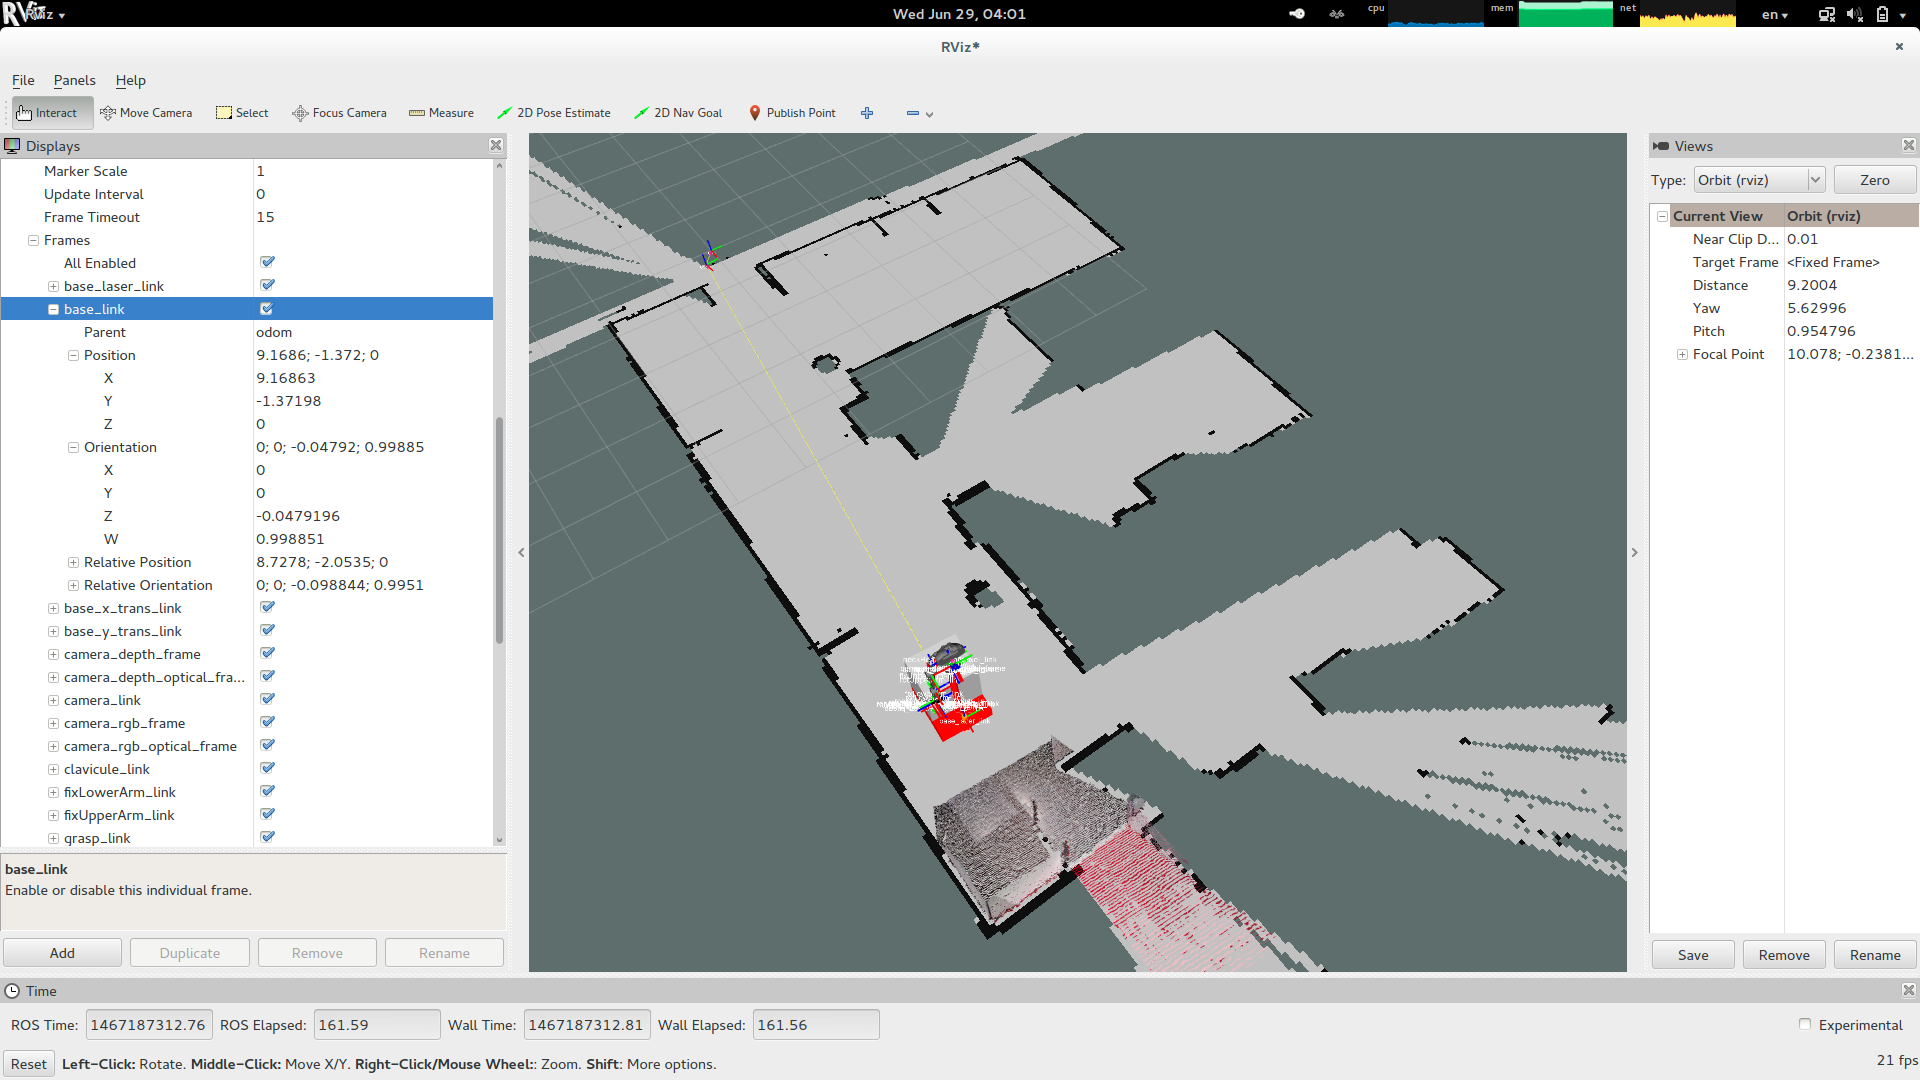 RViz ▾
Wed Jun 29, 04:01
cpu
mem
net
en ▾
RViz*
File Panels Help
Interact Move Camera Select Focus Camera Measure 2D Pose Estimate 2D Nav Goal Publish Point
Displays
Marker Scale 1
Update Interval 0
Frame Timeout 15
Frames
All Enabled
base_laser_link
base_link
Parent odom
Position 9.1686; -1.372; 0
X 9.16863
Y -1.37198
Z 0
Orientation 0; 0; -0.04792; 0.99885
X 0
Y 0
Z -0.0479196
W 0.998851
Relative Position 8.7278; -2.0535; 0
Relative Orientation 0; 0; -0.098844; 0.9951
base_x_trans_link
base_y_trans_link
camera_depth_frame
camera_depth_optical_fra...
camera_link
camera_rgb_frame
camera_rgb_optical_frame
clavicule_link
fixLowerArm_link
fixUpperArm_link
grasp_link
base_link
Enable or disable this individual frame.
Add Duplicate Remove Rename
Views
Type: Orbit (rviz) Zero
Current View Orbit (rviz)
Near Clip D... 0.01
Target Frame <Fixed Frame>
Distance 9.2004
Yaw 5.62996
Pitch 0.954796
Focal Point 10.078; -0.2381...
Save Remove Rename
Time
ROS Time: 1467187312.76 ROS Elapsed: 161.59 Wall Time: 1467187312.81 Wall Elapsed: 161.56 Experimental
Reset Left-Click: Rotate. Middle-Click: Move X/Y. Right-Click/Mouse Wheel:: Zoom. Shift: More options. 21 fps